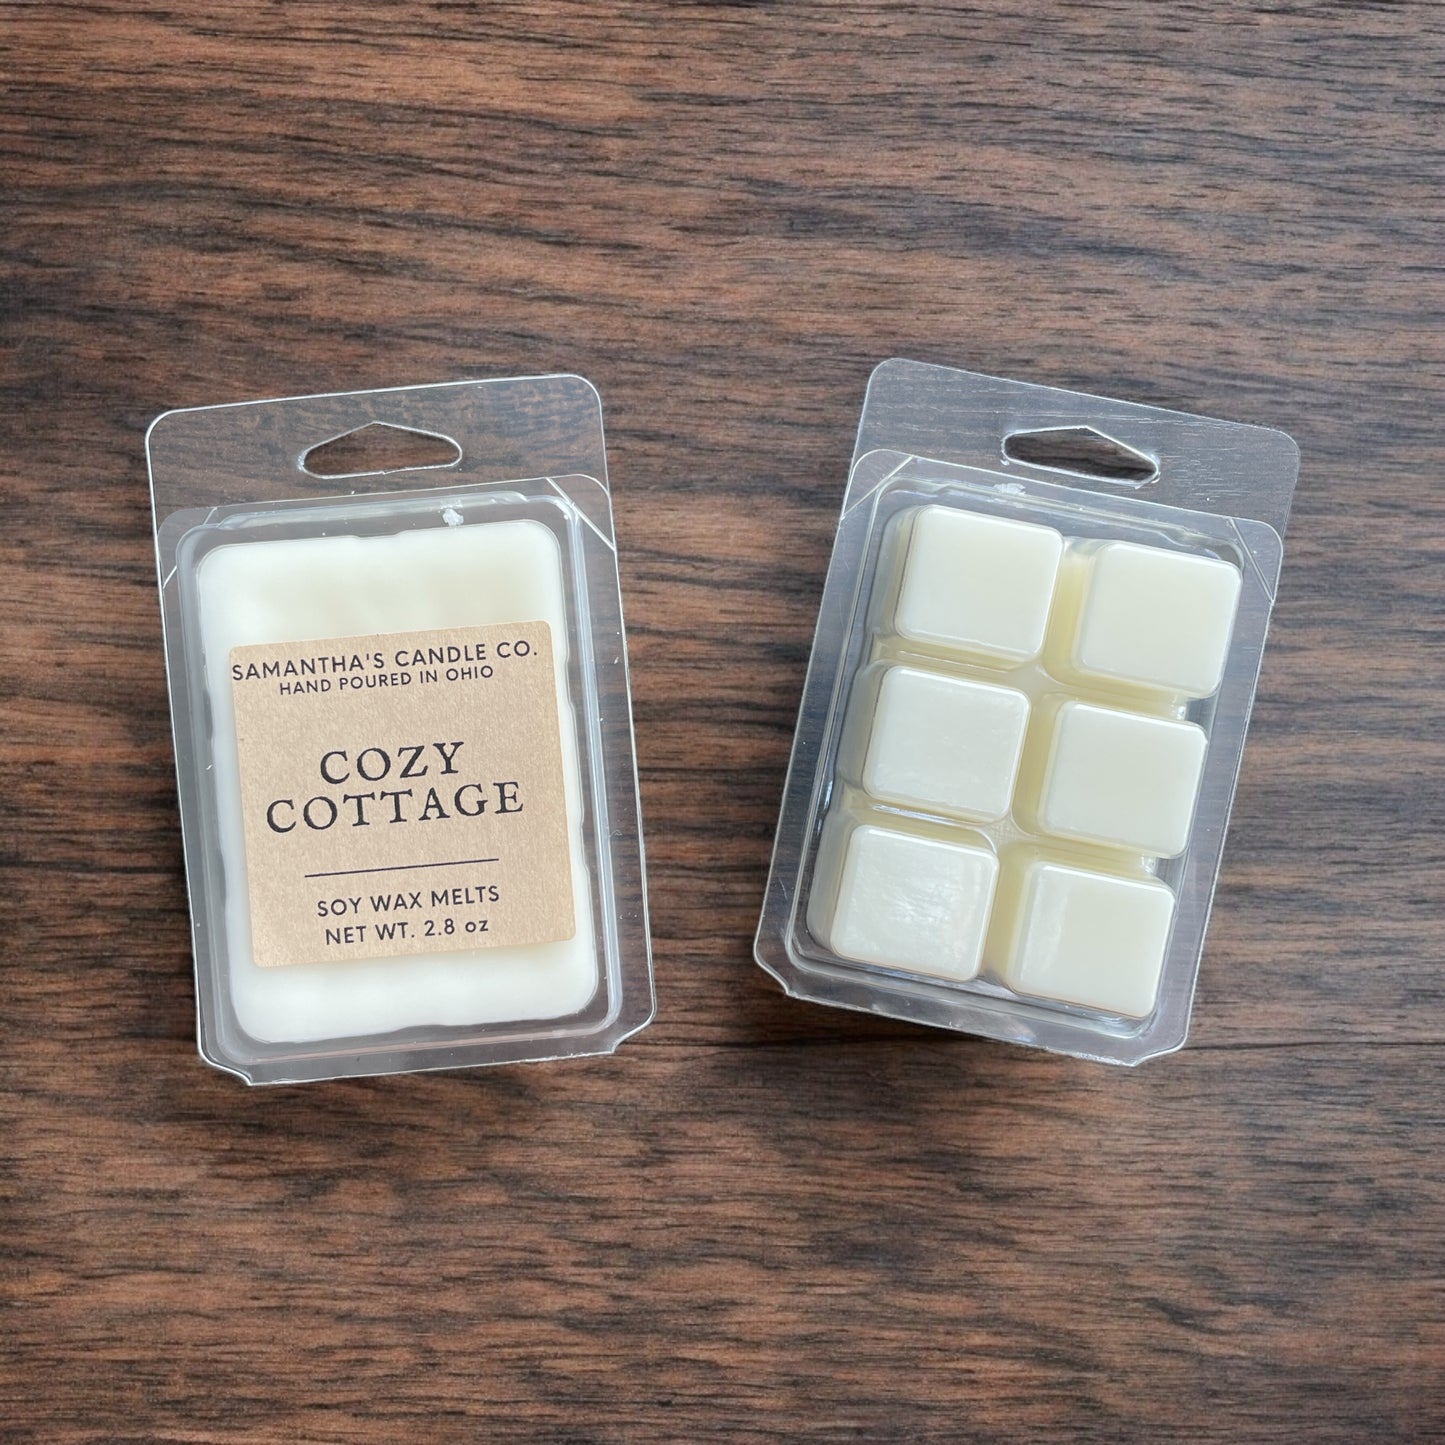 SAMANTHA'S CANDLE CO.
HAND POURED IN OHIO
COZY
COTTAGE
SOY WAX MELTS
NET WT. 2.8 oz